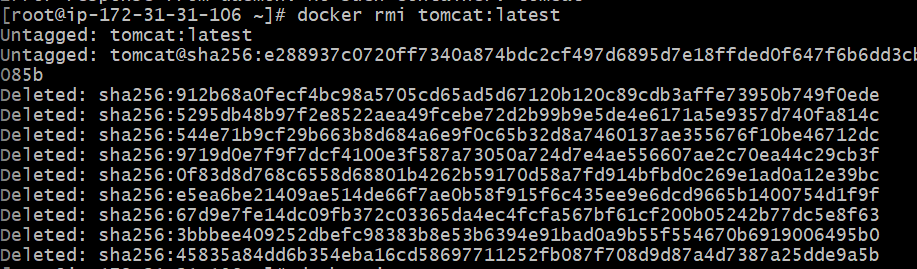 [root@ip-172-31-31-106 ~]# docker rmi tomcat:latest
Untagged: tomcat:latest
Untagged: tomcat@sha256:e288937c0720ff7340a874bdc2cf497d6895d7e18ffded0f647f6b6dd3cb
085b
Deleted: sha256:912b68a0fecf4bc98a5705cd65ad5d67120b120c89cdb3affe73950b749f0ede
Deleted: sha256:5295db48b97f2e8522aea49fcebe72d2b99b9e5de4e6171a5e9357d740fa814c
Deleted: sha256:544e71b9cf29b663b8d684a6e9f0c65b32d8a7460137ae355676f10be46712dc
Deleted: sha256:9719d0e7f9f7dcf4100e3f587a73050a724d7e4ae556607ae2c70ea44c29cb3f
Deleted: sha256:0f83d8d768c6558d68801b4262b59170d58a7fd914bfbd0c269e1ad0a12e39bc
Deleted: sha256:e5ea6be21409ae514de66f7ae0b58f915f6c435ee9e6dcd9665b1400754d1f9f
Deleted: sha256:67d9e7fe14dc09fb372c03365da4ec4fcfa567bf61cf200b05242b77dc5e8f63
Deleted: sha256:3bbbee409252dbefc98383b8e53b6394e91bad0a9b55f554670b6919006495b0
Deleted: sha256:45835a84dd6b354eba16cd58697711252fb087f708d9d87a4d7387a25dde9a5b